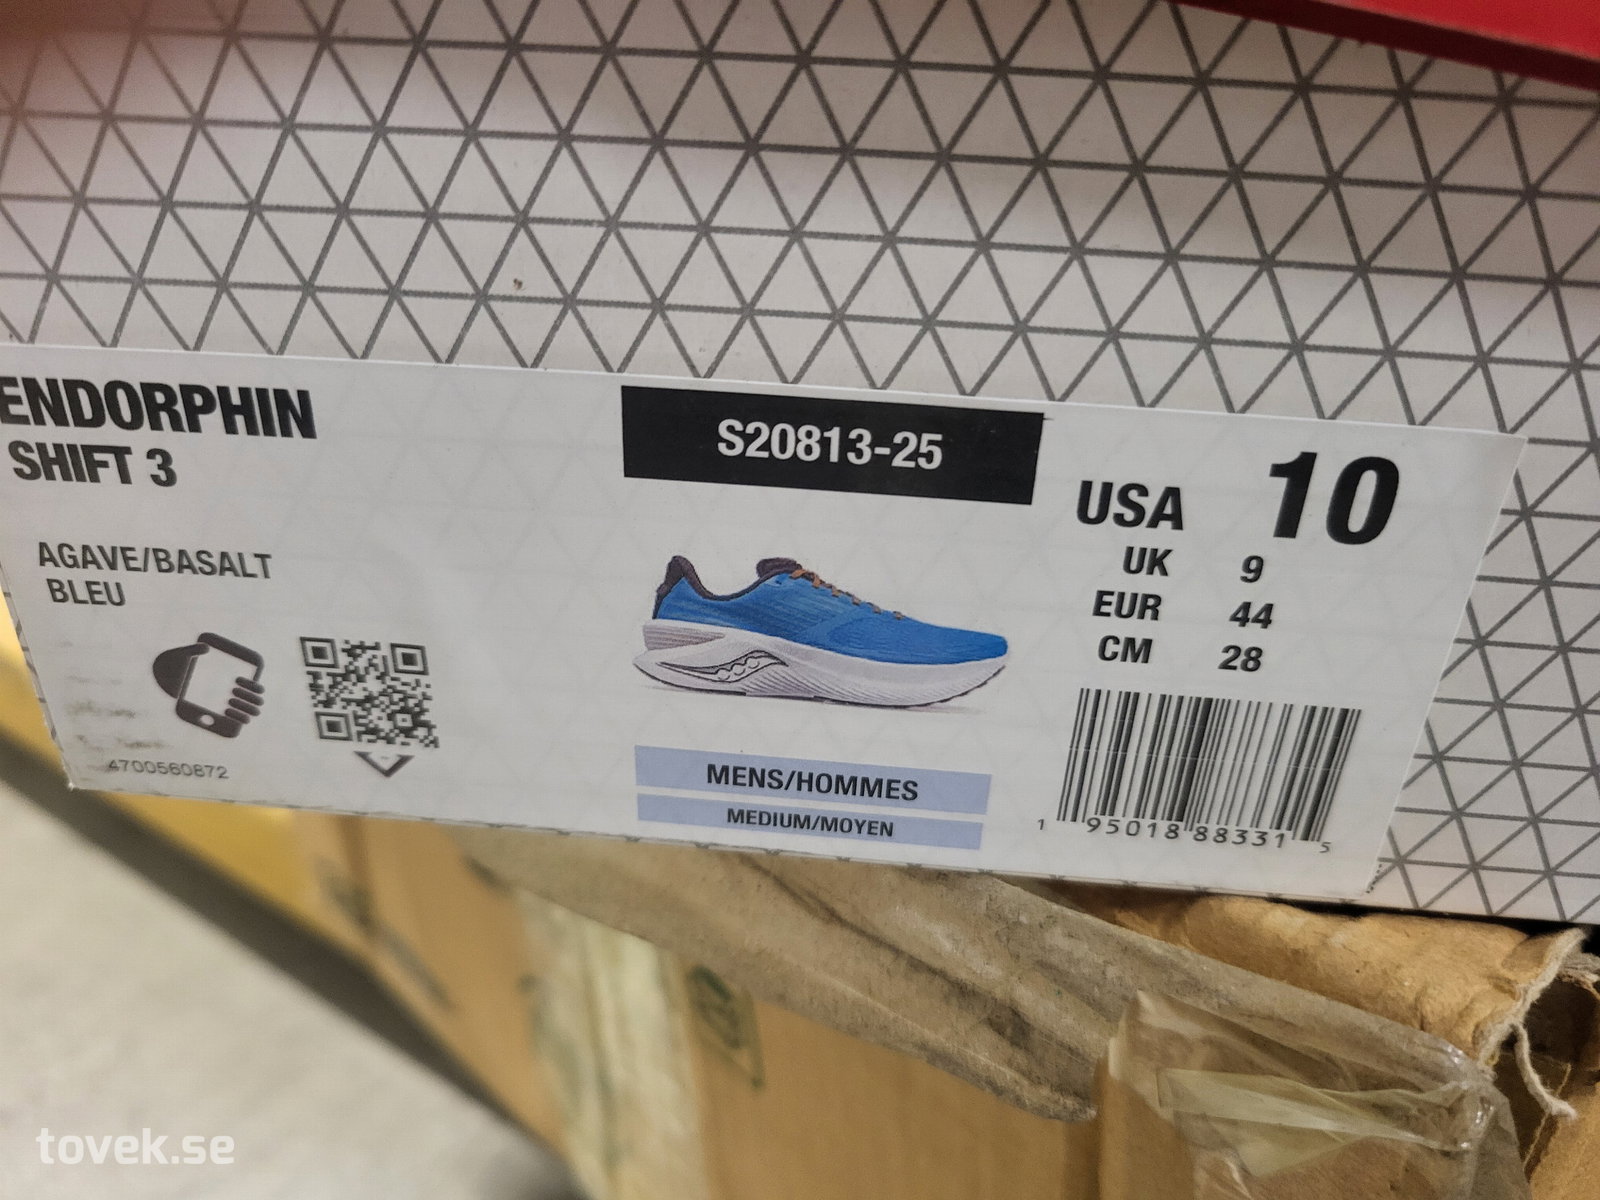 ENDORPHIN
SHIFT 3
AGAVE/BASALT
BLEU
4700560872
S20813-25
MENS/HOMMES
MEDIUM/MOYEN
USA 10
UK 9
EUR 44
CM 28
1 95018 88331 5
tovek.se